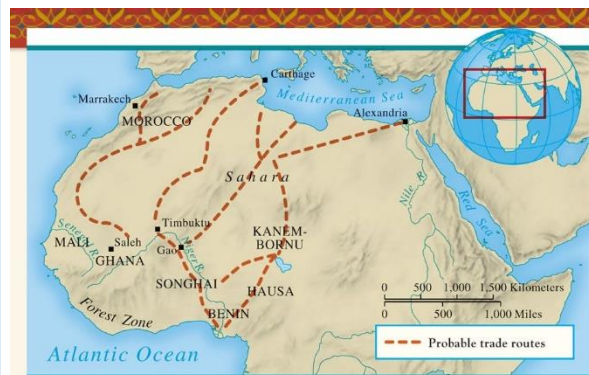 Carthage
Mediterranean Sea
Marrakech
MOROCCO
Alexandria
Sahara
Nile R.
Red Sea
Timbuktu
KANEM-
BORNU
Senegal R.
MALI
Saleh
GHANA
Gao
Niger R.
SONGHAI
HAUSA
BENIN
Forest Zone
0 500 1,000 1,500 Kilometers
0 500 1,000 Miles
Probable trade routes
Atlantic Ocean